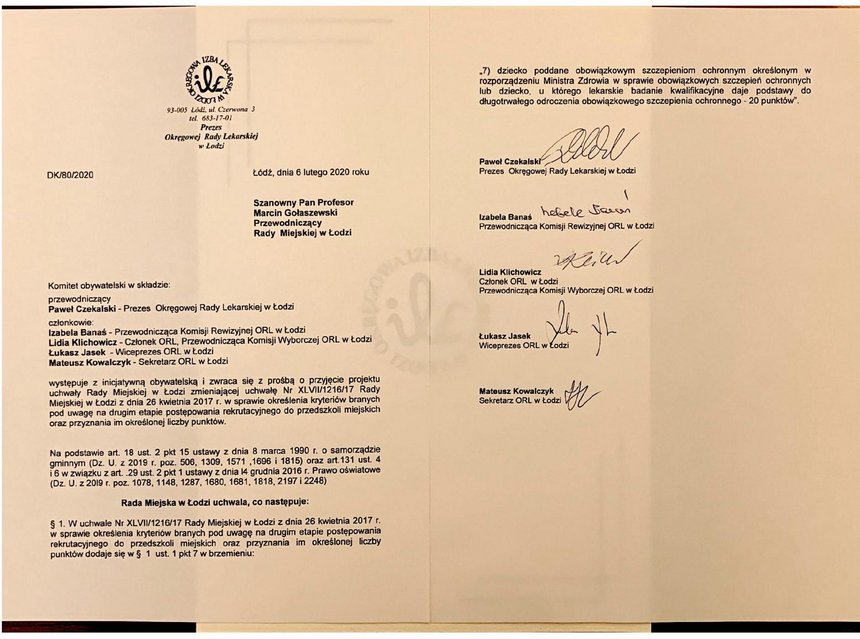 OKRĘGOWA IZBA LEKARSKA W ŁODZI
93-005 Łódź, ul. Czerwona 3
tel. 683-17-01
Prezes
Okręgowej Rady Lekarskiej
w Łodzi
DK/80/2020
Łódź, dnia 6 lutego 2020 roku
Szanowny Pan Profesor
Marcin Gołaszewski
Przewodniczący
Rady Miejskiej w Łodzi
Komitet obywatelski w składzie:
przewodniczący
Paweł Czekalski - Prezes Okręgowej Rady Lekarskiej w Łodzi
członkowie:
Izabela Banaś - Przewodnicząca Komisji Rewizyjnej ORL w Łodzi
Lidia Klichowicz - Członek ORL, Przewodnicząca Komisji Wyborczej ORL w Łodzi
Łukasz Jasek - Wiceprezes ORL w Łodzi
Mateusz Kowalczyk - Sekretarz ORL w Łodzi
występuje z inicjatywną obywatelską i zwraca się z prośbą o przyjęcie projektu
uchwały Rady Miejskiej w Łodzi zmieniającej uchwałę Nr XLVII/1216/17 Rady
Miejskiej w Łodzi z dnia 26 kwietnia 2017 r. w sprawie określenia kryteriów branych
pod uwagę na drugim etapie postępowania rekrutacyjnego do przedszkoli miejskich
oraz przyznania im określonej liczby punktów.
Na podstawie art. 18 ust. 2 pkt 15 ustawy z dnia 8 marca 1990 r. o samorządzie
gminnym (Dz. U. z 2019 r. poz. 506, 1309, 1571 ,1696 i 1815) oraz art.131 ust. 4
i 6 w związku z art. .29 ust. 2 pkt 1 ustawy z dnia l4 grudnia 2016 r. Prawo oświatowe
(Dz. U. z 20l9 r. poz. 1078, 1148, 1287, 1680, 1681, 1818, 2197 i 2248)
Rada Miejska w Łodzi uchwala, co następuje:
§ 1. W uchwale Nr XLVII/1216/17 Rady Miejskiej w Łodzi z dnia 26 kwietnia 2017 r.
w sprawie określenia kryteriów branych pod uwagę na drugim etapie postępowania
rekrutacyjnego do przedszkoli miejskich oraz przyznania im określonej liczby
punktów dodaje się w § 1 ust. 1 pkt 7 w brzemieniu:
„7) dziecko poddane obowiązkowym szczepieniom ochronnym określonym w
rozporządzeniu Ministra Zdrowia w sprawie obowiązkowych szczepień ochronnych
lub dziecko, u którego lekarskie badanie kwalifikacyjne daje podstawy do
długotrwałego odroczenia obowiązkowego szczepienia ochronnego - 20 punktów”.
Paweł Czekalski
Prezes Okręgowej Rady Lekarskiej w Łodzi
Izabela Banaś
Przewodnicząca Komisji Rewizyjnej ORL w Łodzi
Lidia Klichowicz
Członek ORL w Łodzi
Przewodnicząca Komisji Wyborczej ORL w Łodzi
Łukasz Jasek
Wiceprezes ORL w Łodzi
Mateusz Kowalczyk
Sekretarz ORL w Łodzi